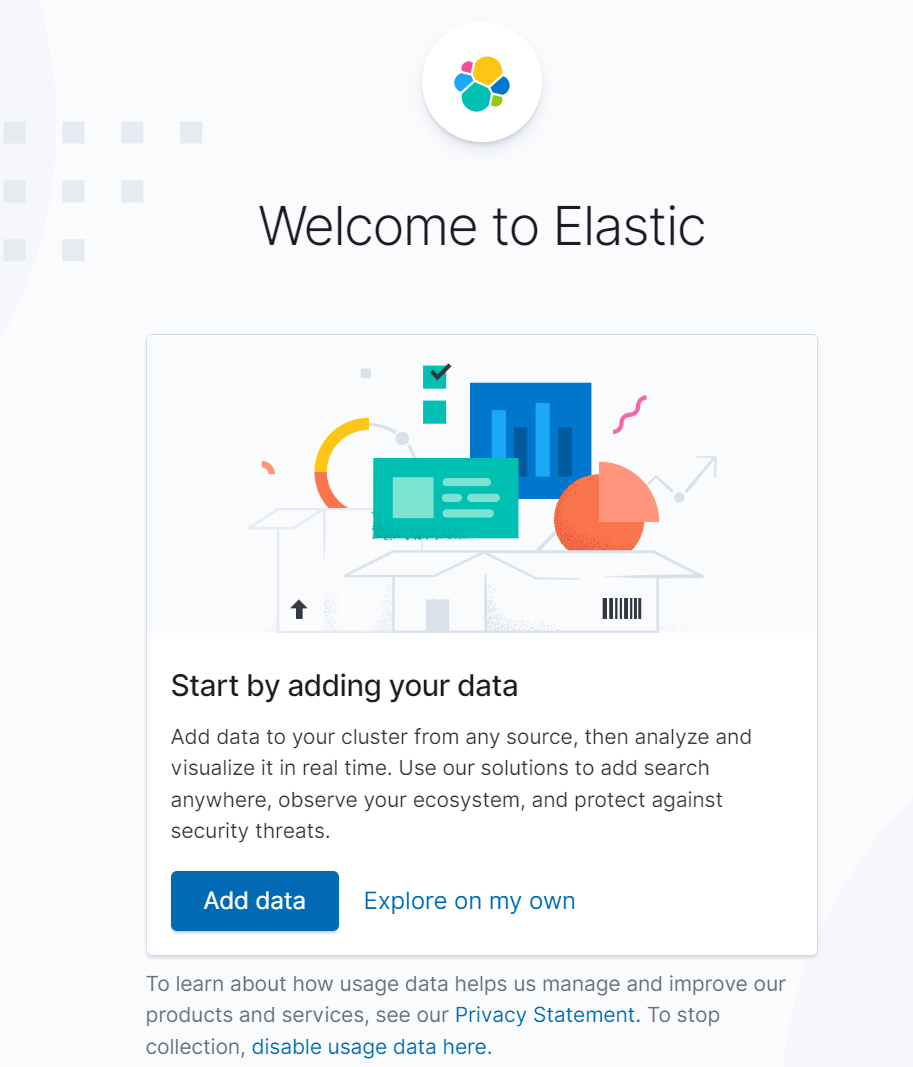 Welcome to Elastic
Start by adding your data
Add data to your cluster from any source, then analyze and
visualize it in real time. Use our solutions to add search
anywhere, observe your ecosystem, and protect against
security threats.
Add data
Explore on my own
To learn about how usage data helps us manage and improve our
products and services, see our Privacy Statement. To stop
collection, disable usage data here.